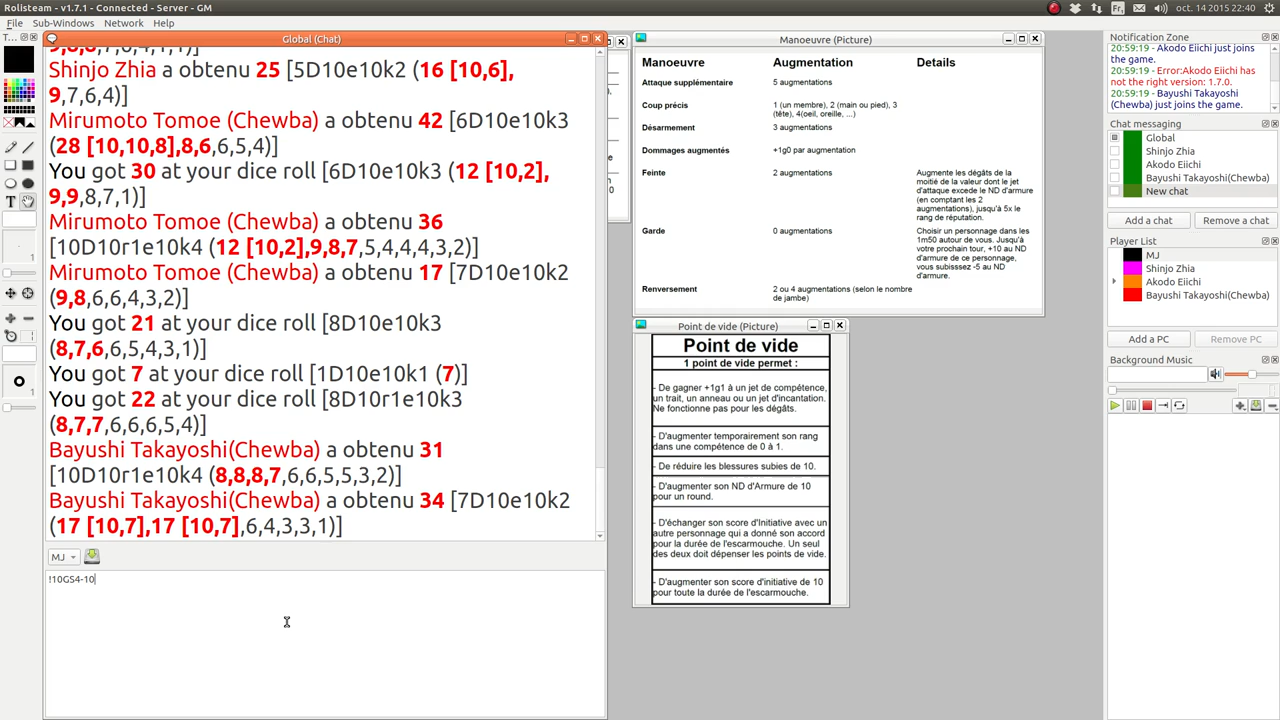 Rolisteam - v1.7.1 - Connected - Server - GM
Fr
oct. 14 2015 22:40
File Sub-Windows Network Help
T...
Global (Chat)
Shinjo Zhia a obtenu 25 [5D10e10k2 (16 [10,6],
9,7,6,4)]
Mirumoto Tomoe (Chewba) a obtenu 42 [6D10e10k3
(28 [10,10,8],8,6,6,5,4)]
You got 30 at your dice roll [6D10e10k3 (12 [10,2],
9,9,8,7,1)]
Mirumoto Tomoe (Chewba) a obtenu 36
[10D10r1e10k4 (12 [10,2],9,8,7,5,4,4,4,3,2)]
Mirumoto Tomoe (Chewba) a obtenu 17 [7D10e10k2
(9,8,6,6,4,3,2)]
You got 21 at your dice roll [8D10e10k3
(8,7,6,6,5,4,3,1)]
You got 7 at your dice roll [1D10e10k1 (7)]
You got 22 at your dice roll [8D10r1e10k3
(8,7,7,6,6,6,5,4)]
Bayushi Takayoshi(Chewba) a obtenu 31
[10D10r1e10k4 (8,8,8,7,6,6,5,5,3,2)]
Bayushi Takayoshi(Chewba) a obtenu 34 [7D10e10k2
(17 [10,7],17 [10,7],6,4,3,3,1)]
MJ
!10GS4-10
T
1
1
1
Manoeuvre (Picture)
Manoeuvre Augmentation Details
Attaque supplémentaire 5 augmentations
Coup précis 1 (un membre), 2 (main ou pied), 3
(tête), 4(oeil, oreille, ...)
Désarmement 3 augmentations
Dommages augmentés +1g0 par augmentation
Feinte 2 augmentations Augmente les dégâts de la
moitié de la valeur dont le jet
d'attaque excede le ND d'armure
(en comptant les 2
augmentations), jusqu'à 5x le
rang de réputation.
Garde 0 augmentations Choisir un personnage dans les
1m50 autour de vous. Jusqu'à
votre prochain tour, +10 au ND
d'armure de ce personnage,
vous subisssez -5 au ND
d'armure.
Renversement 2 ou 4 augmentations (selon le nombre
de jambe)
Point de vide (Picture)
Point de vide
1 point de vide permet :
- De gagner +1g1 à un jet de compétence,
un trait, un anneau ou un jet d'incantation.
Ne fonctionne pas pour les dégâts.
- D'augmenter temporairement son rang
dans une compétence de 0 à 1.
- De réduire les blessures subies de 10.
- D'augmenter son ND d'Armure de 10
pour un round.
- D'échanger son score d'Initiative avec un
autre personnage qui a donné son accord
pour la durée de l'escarmouche. Un seul
des deux doit dépenser les points de vide.
- D'augmenter son score d'initiative de 10
pour toute la durée de l'escarmouche.
Notification Zone
20:59:19 - Akodo Eiichi just joins
the game.
20:59:19 - Error:Akodo Eiichi has
not the right version: 1.7.0.
20:59:19 - Bayushi Takayoshi
(Chewba) just joins the game.
Chat messaging
Global
Shinjo Zhia
Akodo Eiichi
Bayushi Takayoshi(Chewba)
New chat
Add a chat Remove a chat
Player List
MJ
Shinjo Zhia
Akodo Eiichi
Bayushi Takayoshi(Chewba)
Add a PC Remove PC
Background Music